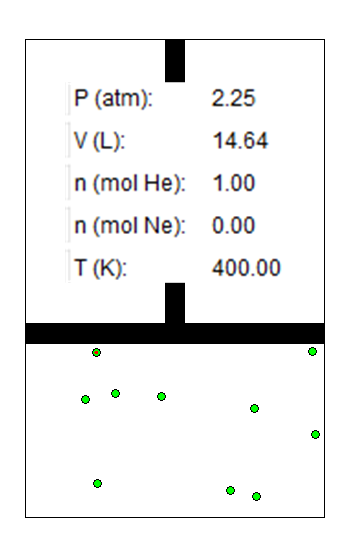 P (atm): 2.25
V (L): 14.64
n (mol He): 1.00
n (mol Ne): 0.00
T (K): 400.00